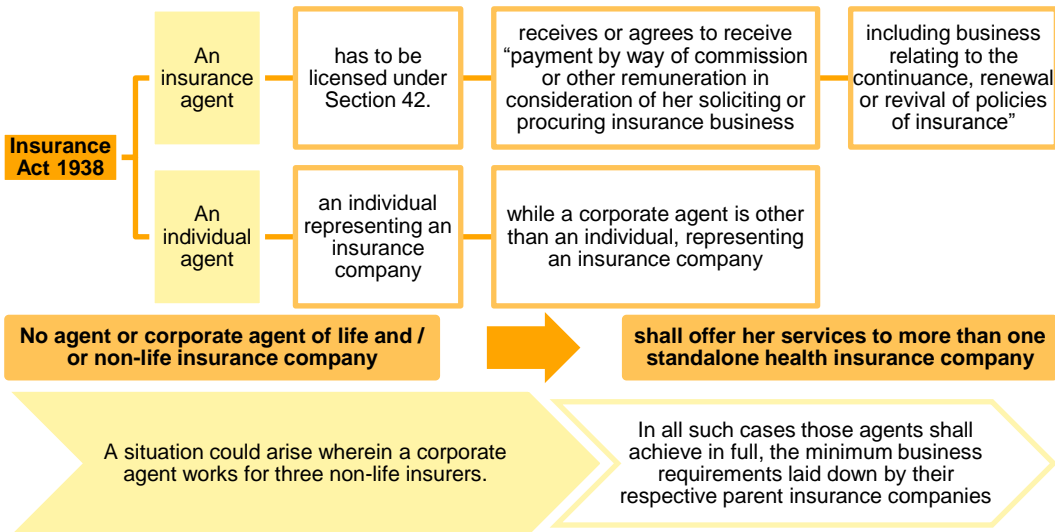 Insurance
Act 1938
An
insurance
agent
has to be
licensed under
Section 42.
receives or agrees to receive
“payment by way of commission
or other remuneration in
consideration of her soliciting or
procuring insurance business
including business
relating to the
continuance, renewal
or revival of policies
of insurance”
An
individual
agent
an individual
representing an
insurance
company
while a corporate agent is other
than an individual, representing
an insurance company
No agent or corporate agent of life and /
or non-life insurance company
shall offer her services to more than one
standalone health insurance company
A situation could arise wherein a corporate
agent works for three non-life insurers.
In all such cases those agents shall
achieve in full, the minimum business
requirements laid down by their
respective parent insurance companies